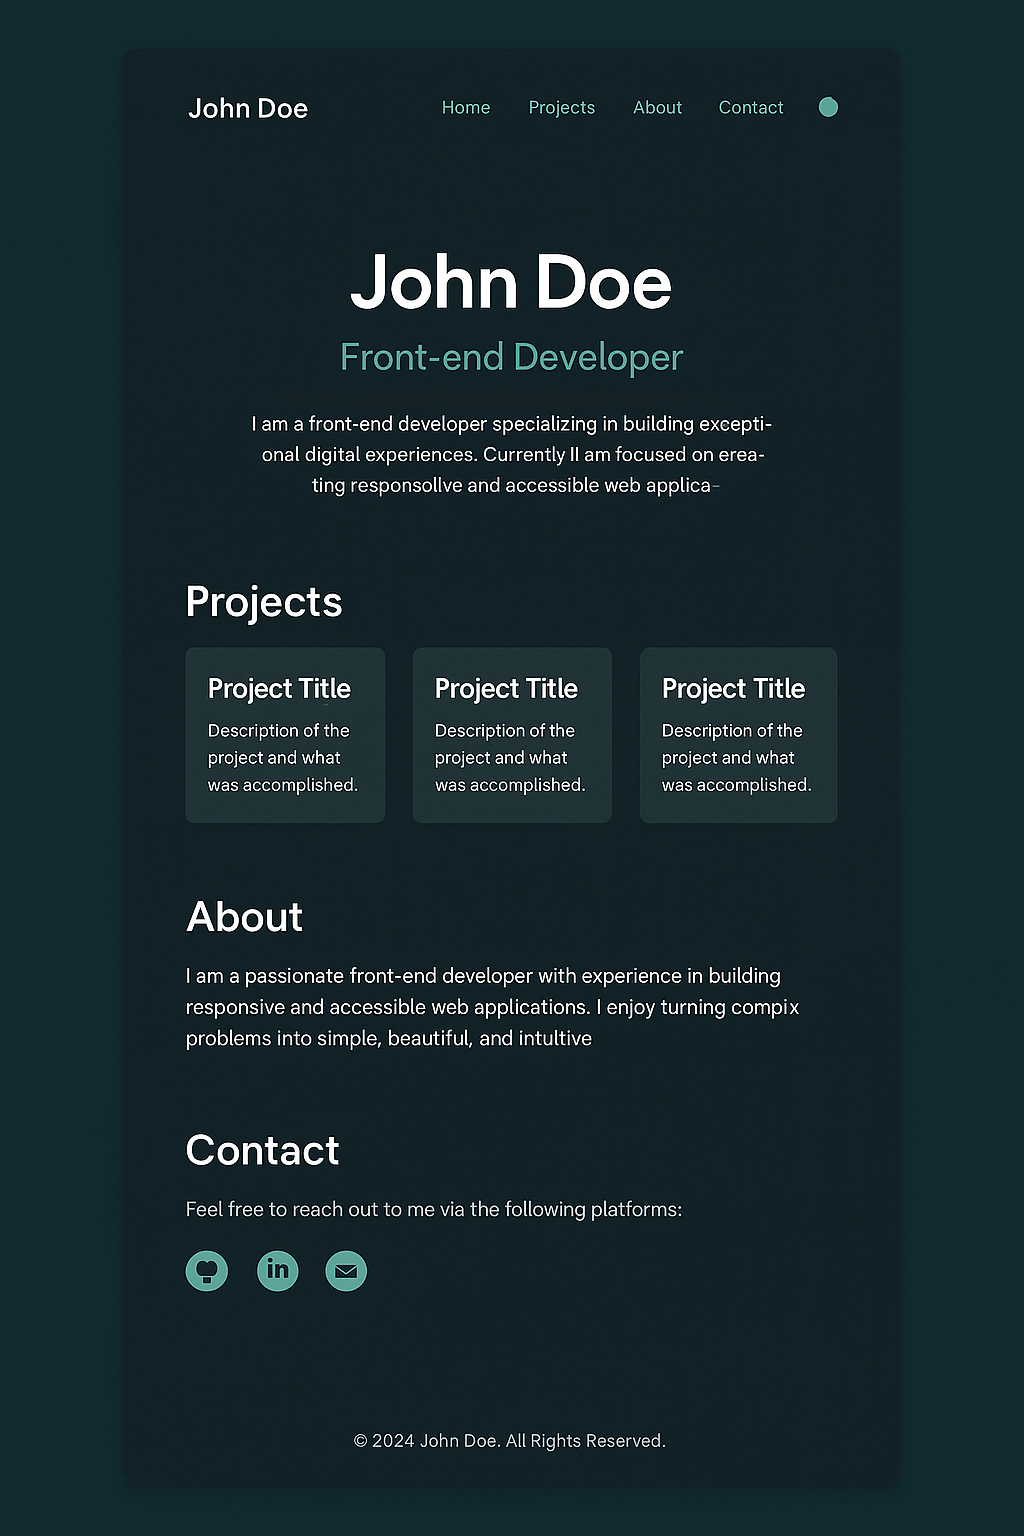 John Doe
Home Projects About Contact
John Doe
Front-end Developer
I am a front-end developer specializing in building excepti-
onal digital experiences. Currently II am focused on erea-
ting responsollve and accessible web applica-
Projects
Project Title
Description of the
project and what
was accomplished.
Project Title
Description of the
project and what
was accomplished.
Project Title
Description of the
project and what
was accomplished.
About
I am a passionate front-end developer with experience in building
responsive and accessible web applications. I enjoy turning compix
problems into simple, beautiful, and intultive
Contact
Feel free to reach out to me via the following platforms:
in
© 2024 John Doe. All Rights Reserved.